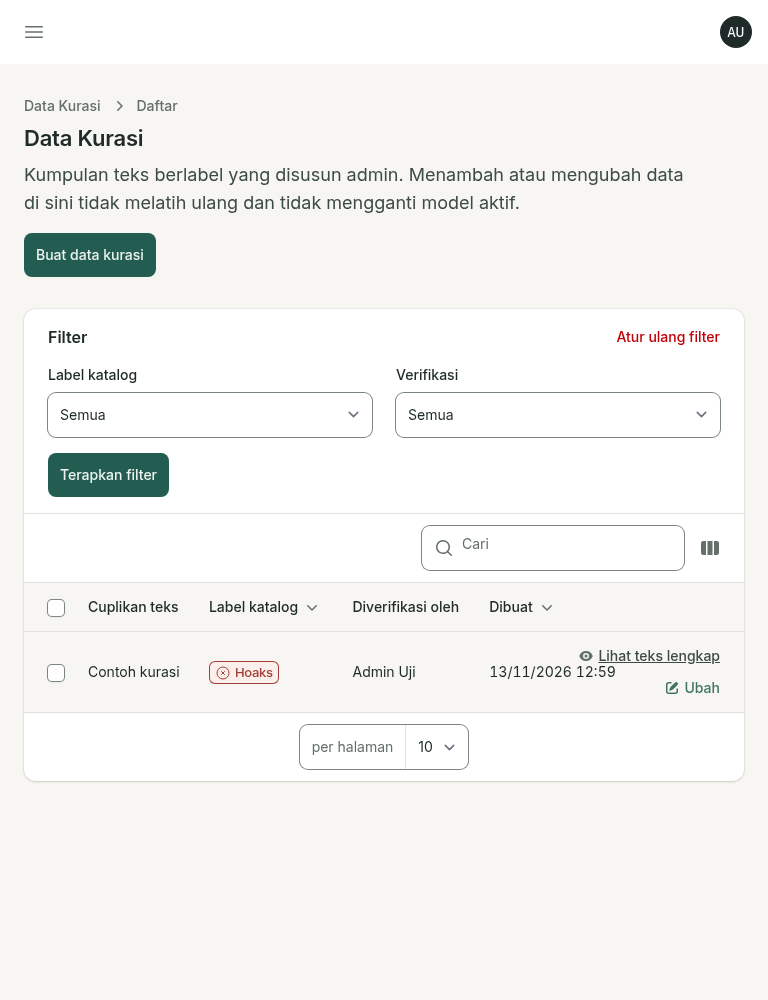 AU
Data Kurasi
Daftar
Data Kurasi
Kumpulan teks berlabel yang disusun admin. Menambah atau mengubah data
di sini tidak melatih ulang dan tidak mengganti model aktif.
Buat data kurasi
Filter
Atur ulang filter
Label katalog
Verifikasi
Semua
Semua
Terapkan filter
Cari
Cuplikan teks
Label katalog
Diverifikasi oleh
Dibuat
Contoh kurasi
Hoaks
Admin Uji
13/11/2026 12:59
Lihat teks lengkap
Ubah
per halaman
10